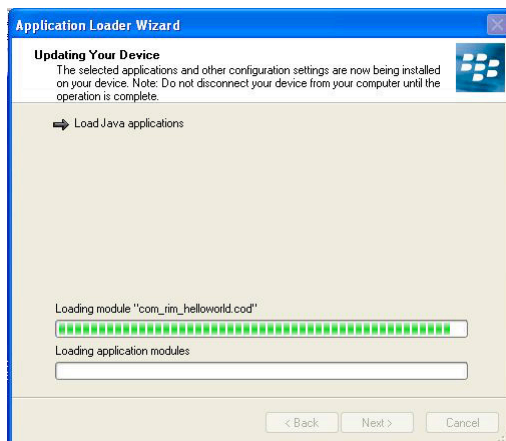 Application Loader Wizard
Updating Your Device
The selected applications and other configuration settings are now being installed
on your device. Note: Do not disconnect your device from your computer until the
operation is complete.
Load Java applications
Loading module "com_rim_helloworld.cod"
Loading application modules
< Back
Next >
Cancel